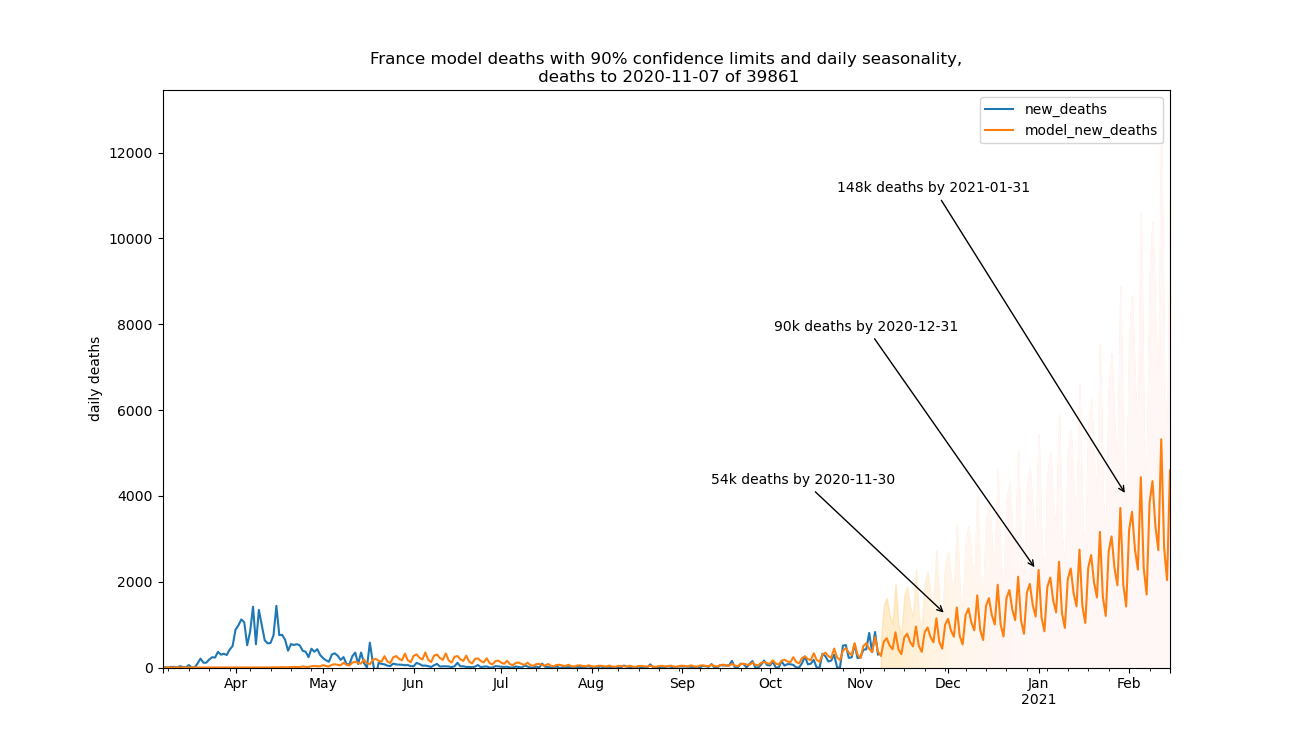 France model deaths with 90% confidence limits and daily seasonality,
deaths to 2020-11-07 of 39861
new_deaths
model_new_deaths
148k deaths by 2021-01-31
90k deaths by 2020-12-31
54k deaths by 2020-11-30
daily deaths
12000
10000
8000
6000
4000
2000
0
Apr May Jun Jul Aug Sep Oct Nov Dec Jan Feb
2021